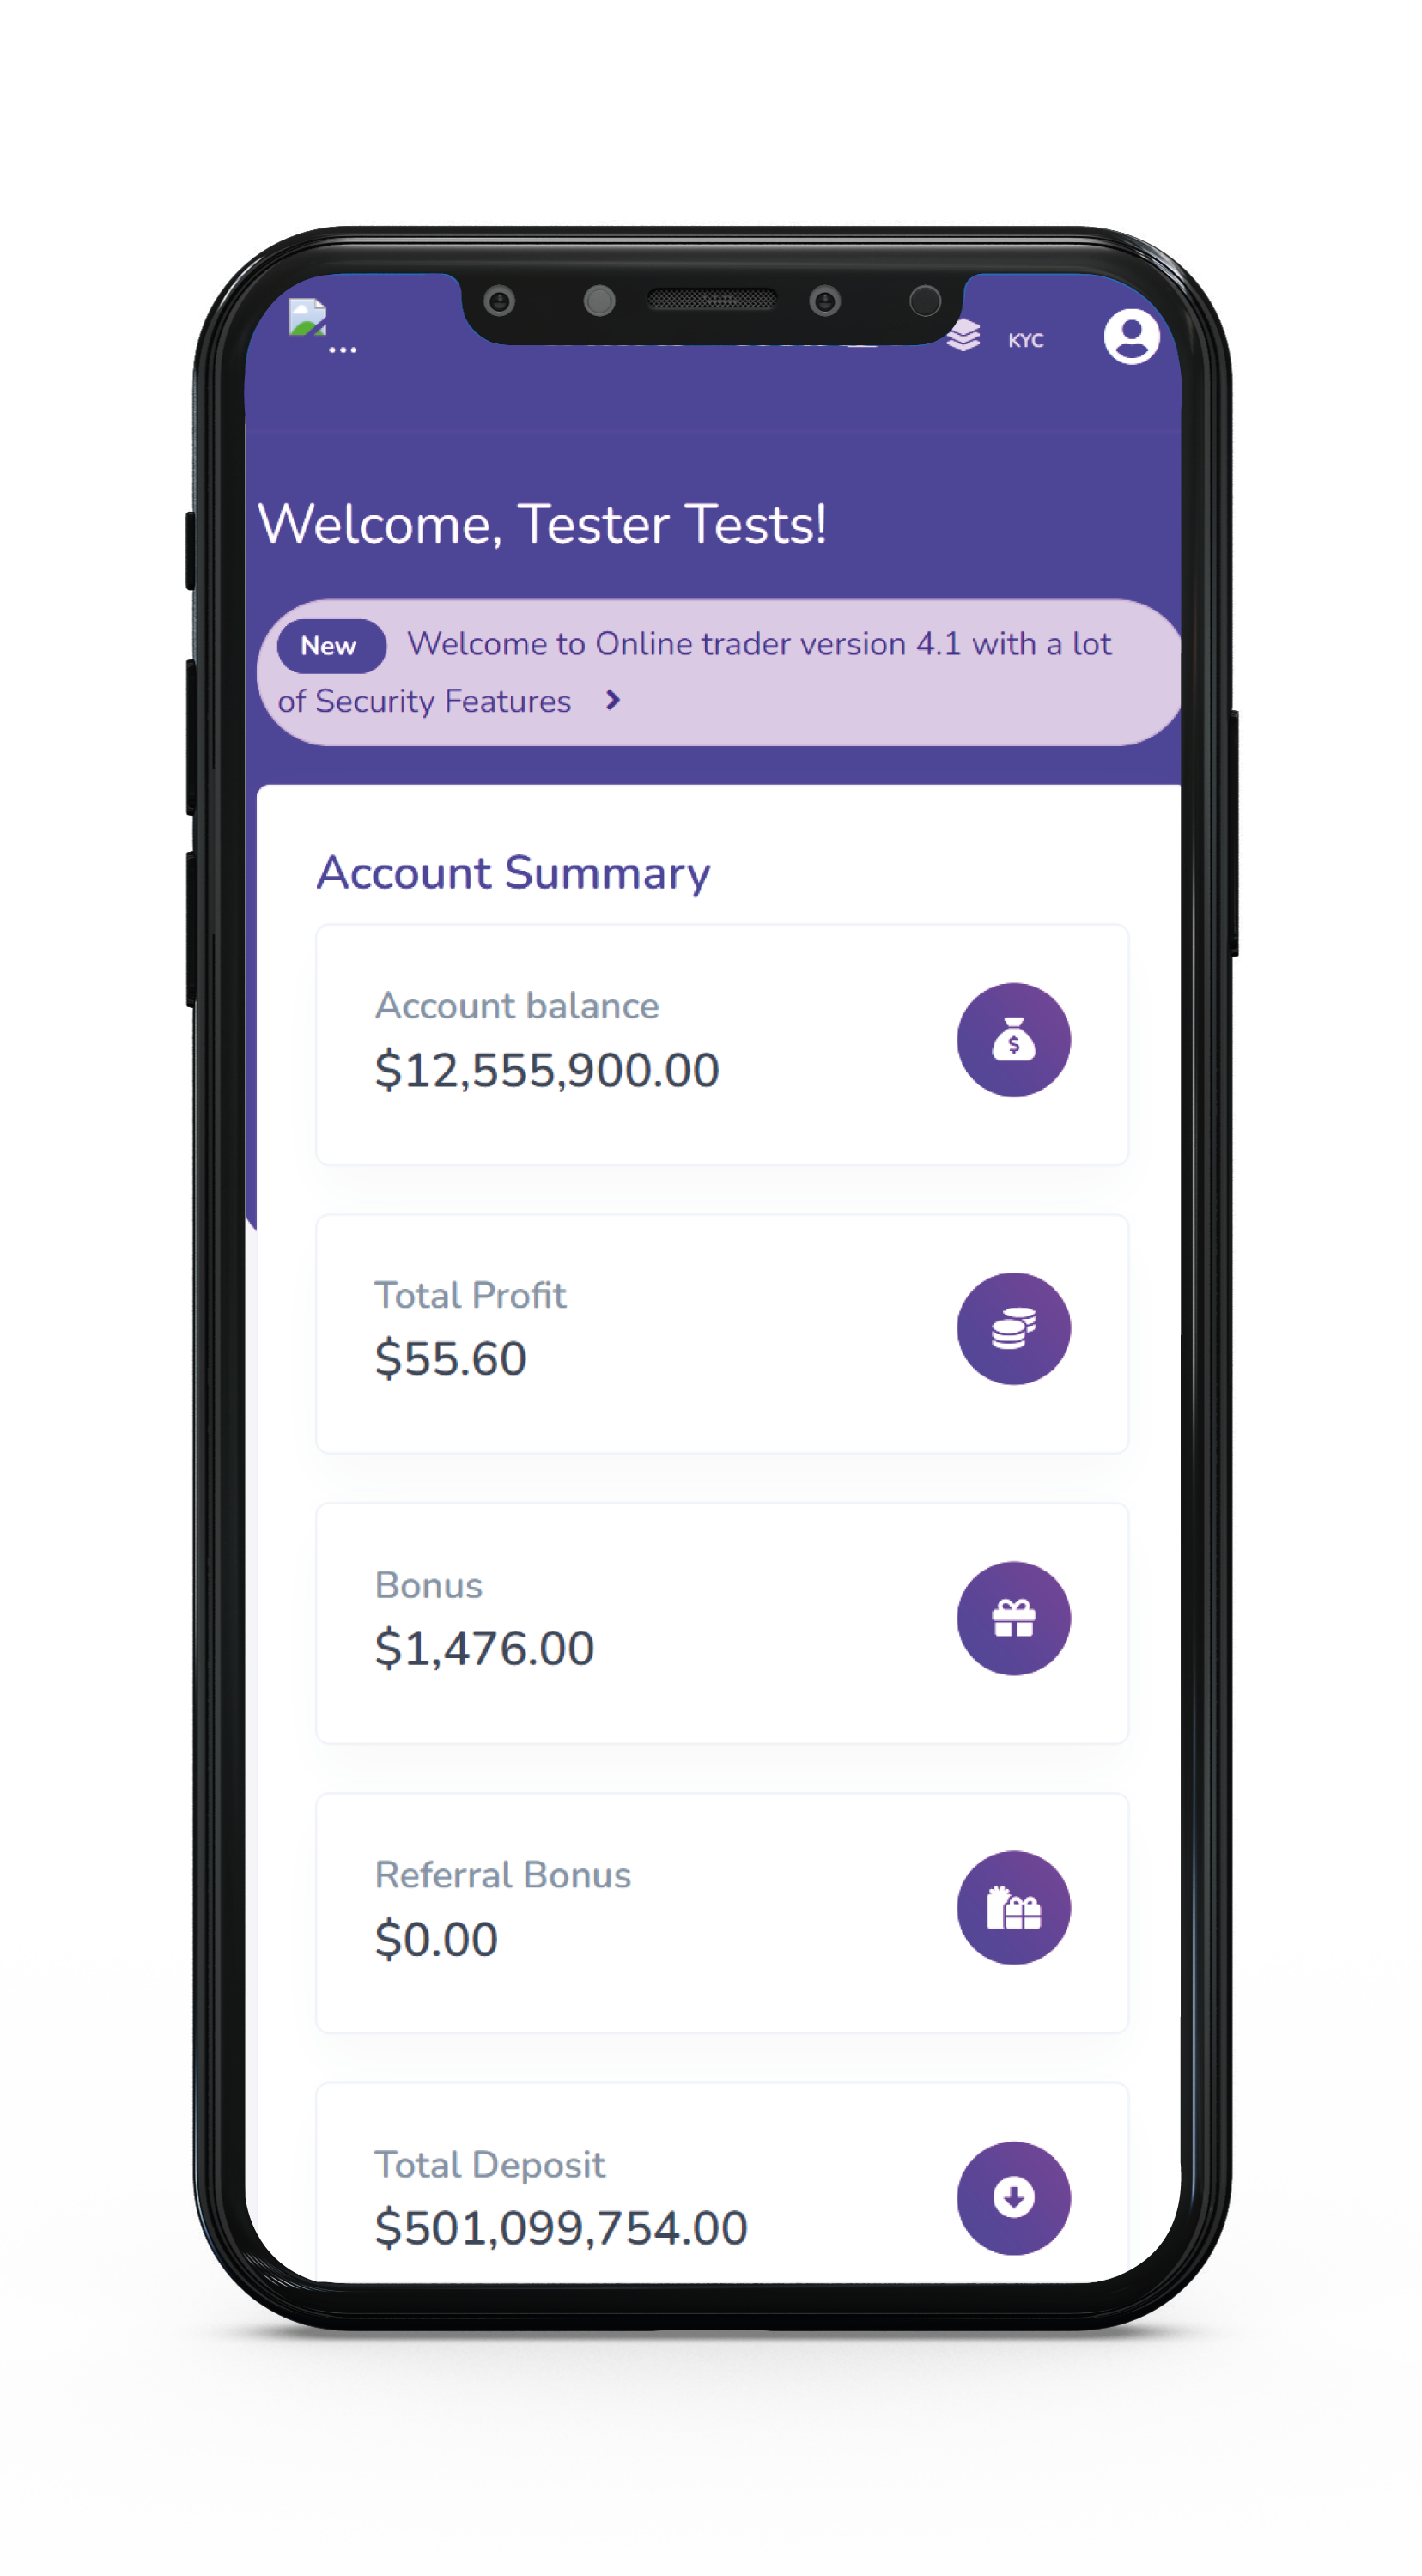 ...
KYC
Welcome, Tester Tests!
New Welcome to Online trader version 4.1 with a lot
of Security Features
Account Summary
Account balance
$12,555,900.00
Total Profit
$55.60
Bonus
$1,476.00
Referral Bonus
$0.00
Total Deposit
$501,099,754.00